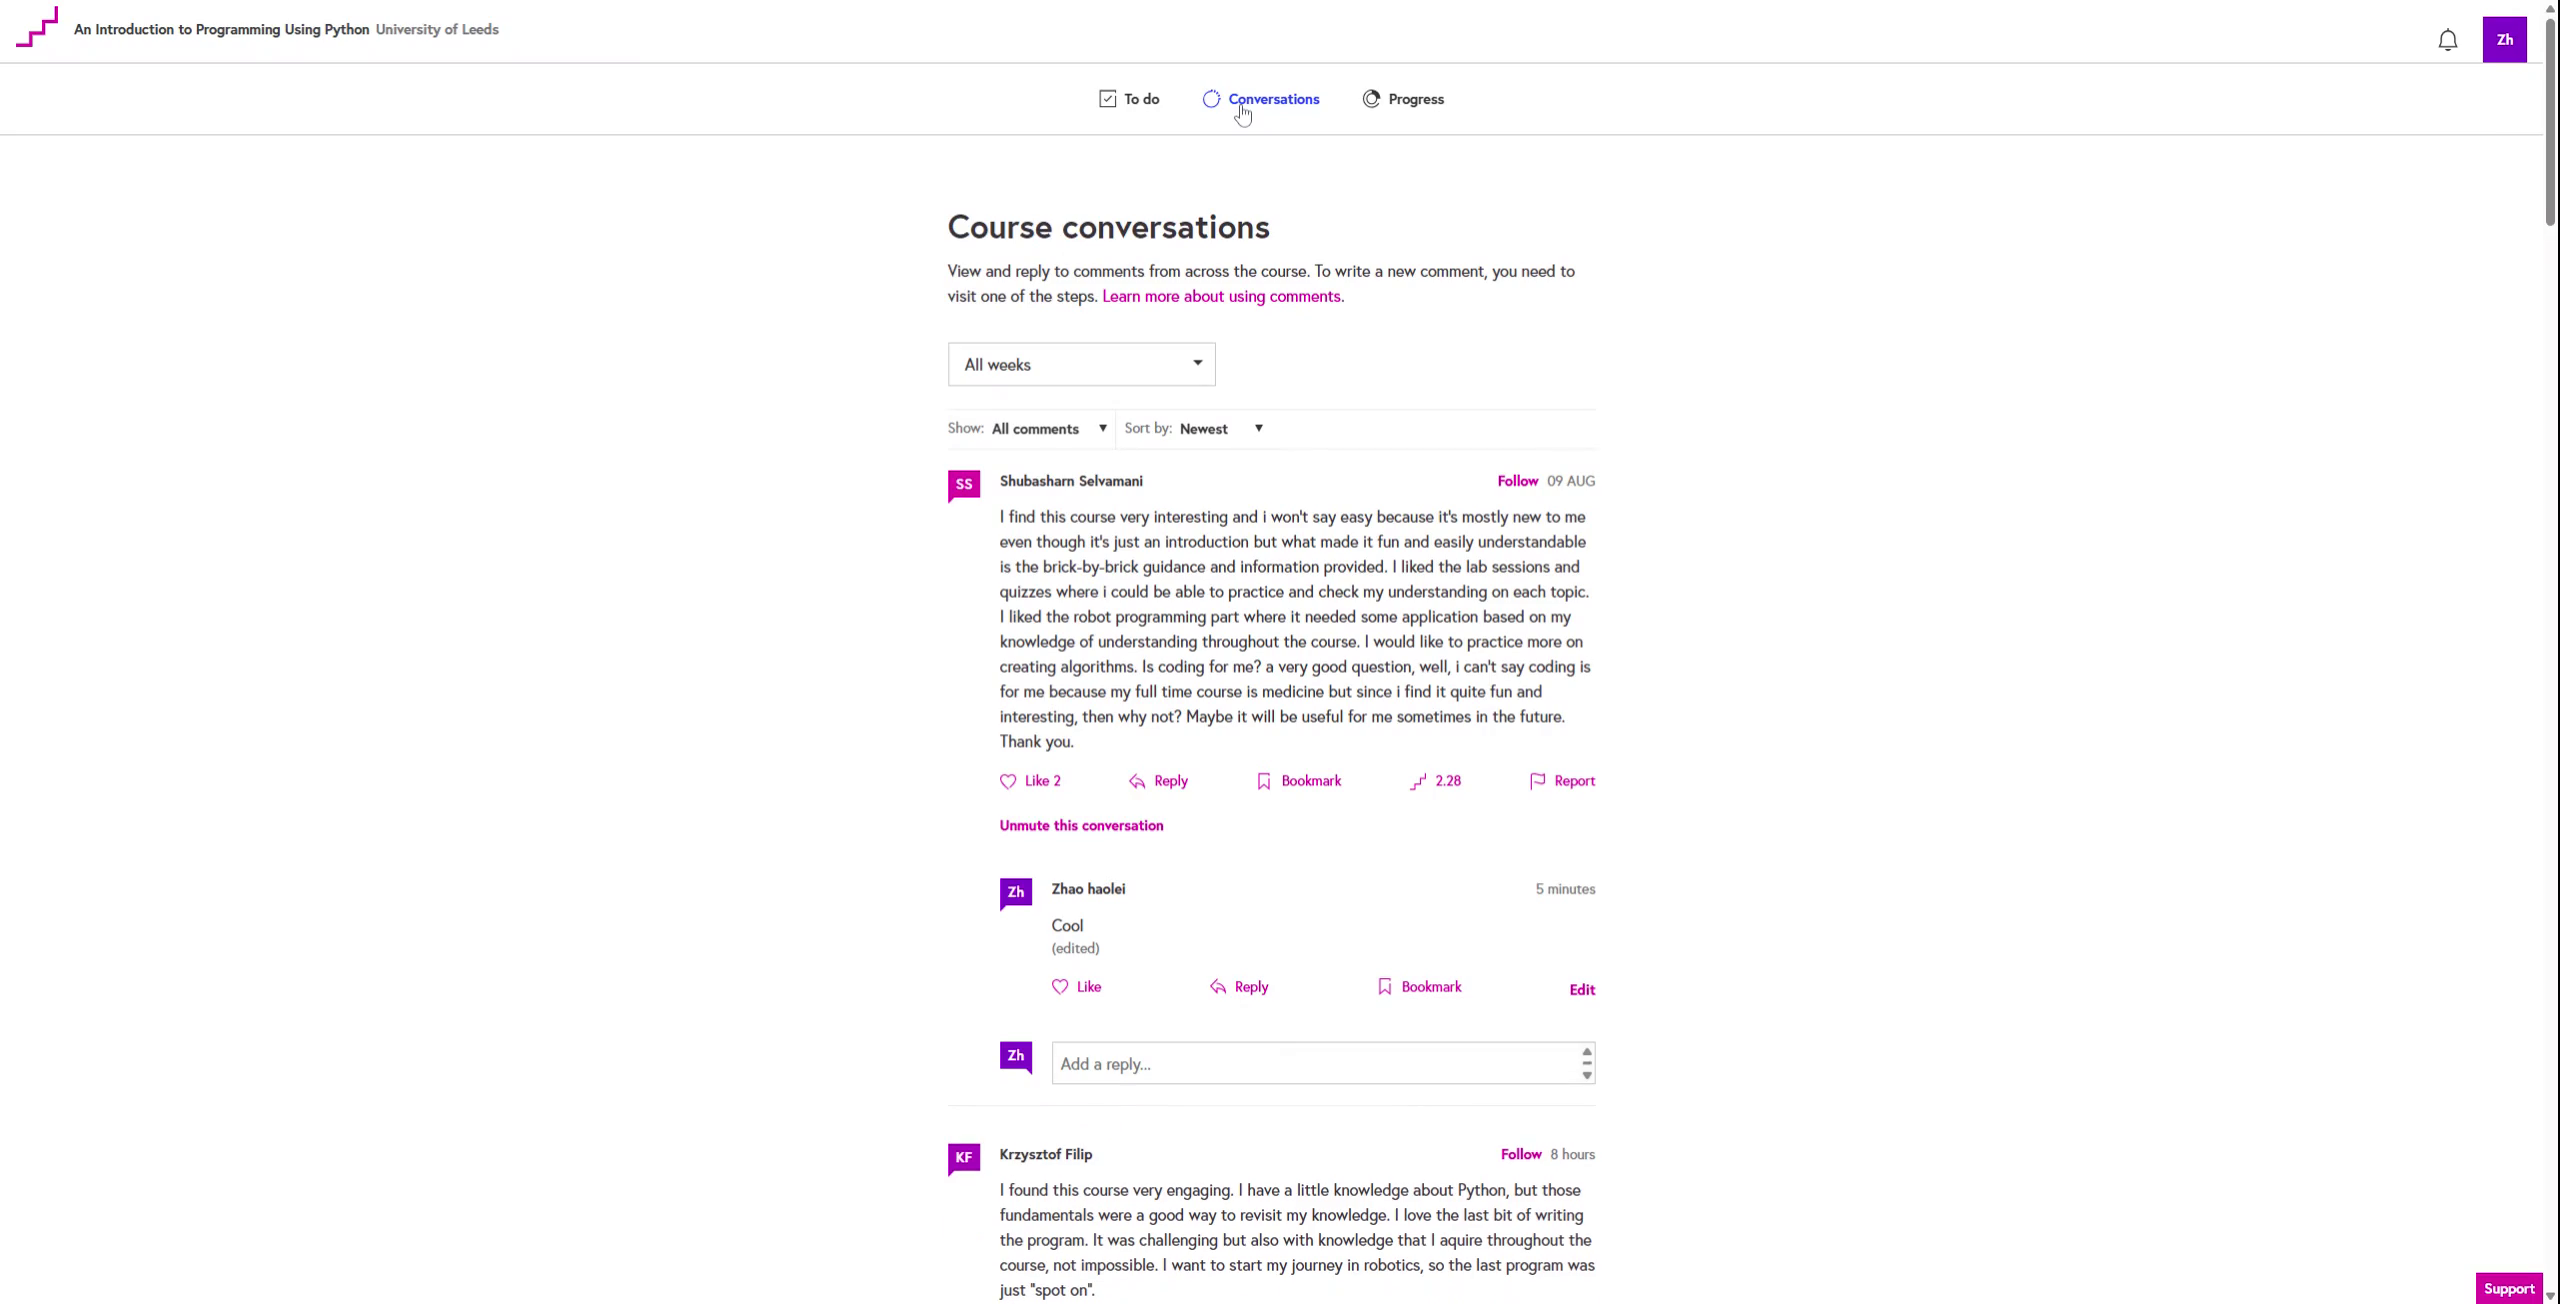 An Introduction to Programming Using Python University of Leeds
Zh
To do
Conversations
Progress
Course conversations
View and reply to comments from across the course. To write a new comment, you need to
visit one of the steps. Learn more about using comments.
All weeks
Show: All comments
Sort by: Newest
SS
Shubasharn Selvamani
Follow 09 AUG
I find this course very interesting and i won't say easy because it's mostly new to me
even though it's just an introduction but what made it fun and easily understandable
is the brick-by-brick guidance and information provided. I liked the lab sessions and
quizzes where i could be able to practice and check my understanding on each topic.
I liked the robot programming part where it needed some application based on my
knowledge of understanding throughout the course. I would like to practice more on
creating algorithms. Is coding for me? a very good question, well, i can't say coding is
for me because my full time course is medicine but since i find it quite fun and
interesting, then why not? Maybe it will be useful for me sometimes in the future.
Thank you.
Like 2
Reply
Bookmark
2.28
Report
Unmute this conversation
Zh
Zhao haolei
5 minutes
Cool
(edited)
Like
Reply
Bookmark
Edit
Zh
Add a reply...
KF
Krzysztof Filip
Follow 8 hours
I found this course very engaging. I have a little knowledge about Python, but those
fundamentals were a good way to revisit my knowledge. I love the last bit of writing
the program. It was challenging but also with knowledge that I aquire throughout the
course, not impossible. I want to start my journey in robotics, so the last program was
just "spot on".
Support